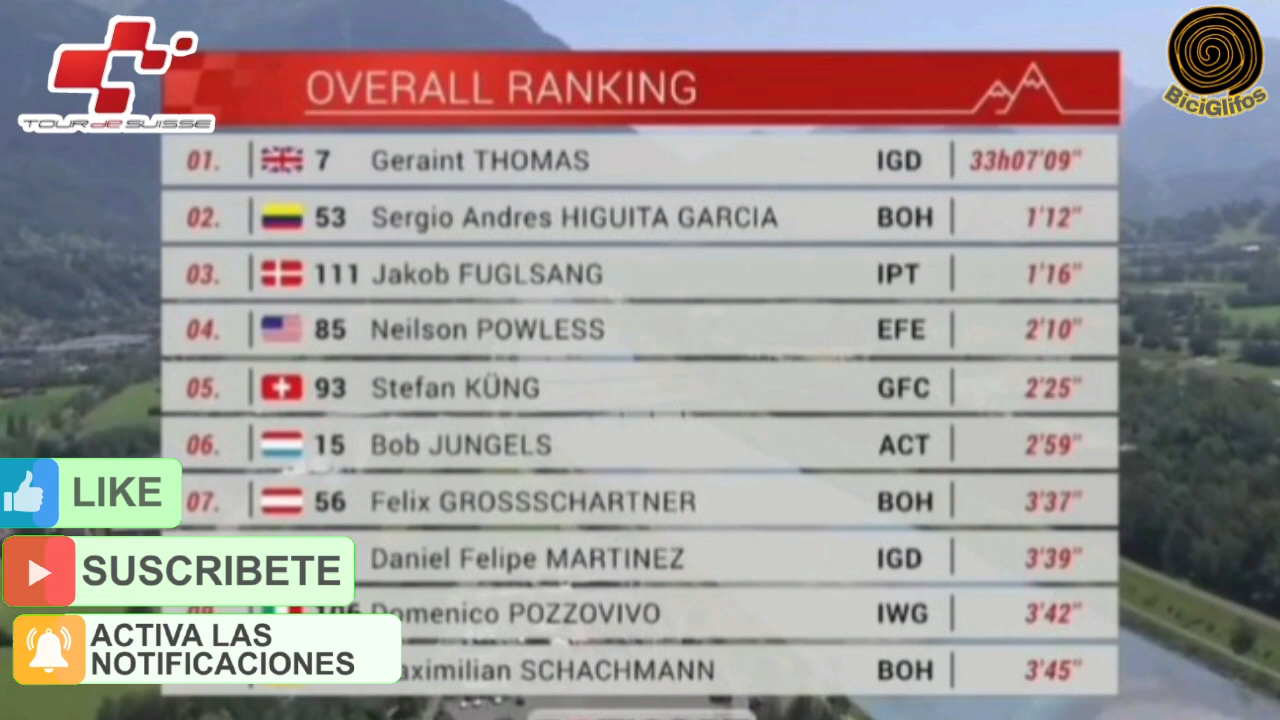 TOUR de SUISSE
BiciGlifos
OVERALL RANKING
01. 7 Geraint THOMAS IGD 33h07'09"
02. 53 Sergio Andres HIGUITA GARCIA BOH 1'12"
03. 111 Jakob FUGLSANG IPT 1'16"
04. 85 Neilson POWLESS EFE 2'10"
05. 93 Stefan KÜNG GFC 2'25"
06. 15 Bob JUNGELS ACT 2'59"
07. 56 Felix GROSSSCHARTNER BOH 3'37"
Daniel Felipe MARTINEZ IGD 3'39"
POZZOVIVO IWG 3'42"
SCHACHMANN BOH 3'45"
LIKE
SUSCRIBETE
ACTIVA LAS
NOTIFICACIONES